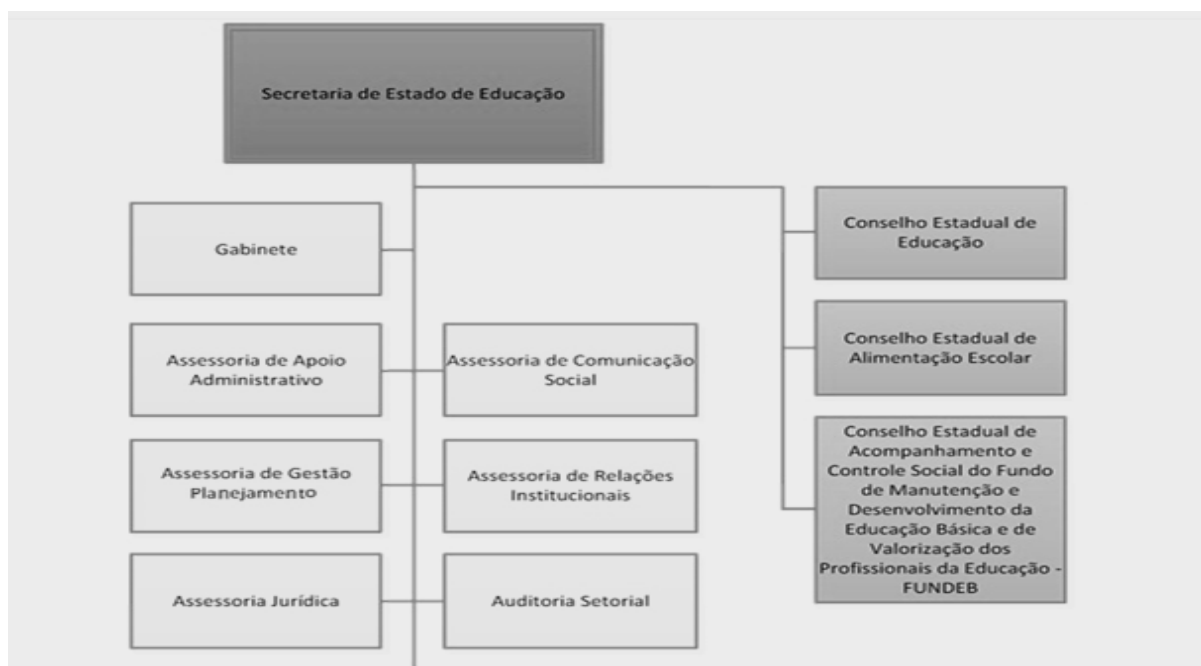 Secretaria de Estado de Educação
Gabinete
Assessoria de Apoio
Administrativo
Assessoria de Comunicação
Social
Assessoria de Gestão
Planejamento
Assessoria de Relações
Institucionais
Assessoria Jurídica
Auditoria Setorial
Conselho Estadual de
Educação
Conselho Estadual de
Alimentação Escolar
Conselho Estadual de
Acompanhamento e
Controle Social do Fundo
de Manutenção e
Desenvolvimento da
Educação Básica e de
Valorização dos
Profissionais da Educação -
FUNDEB